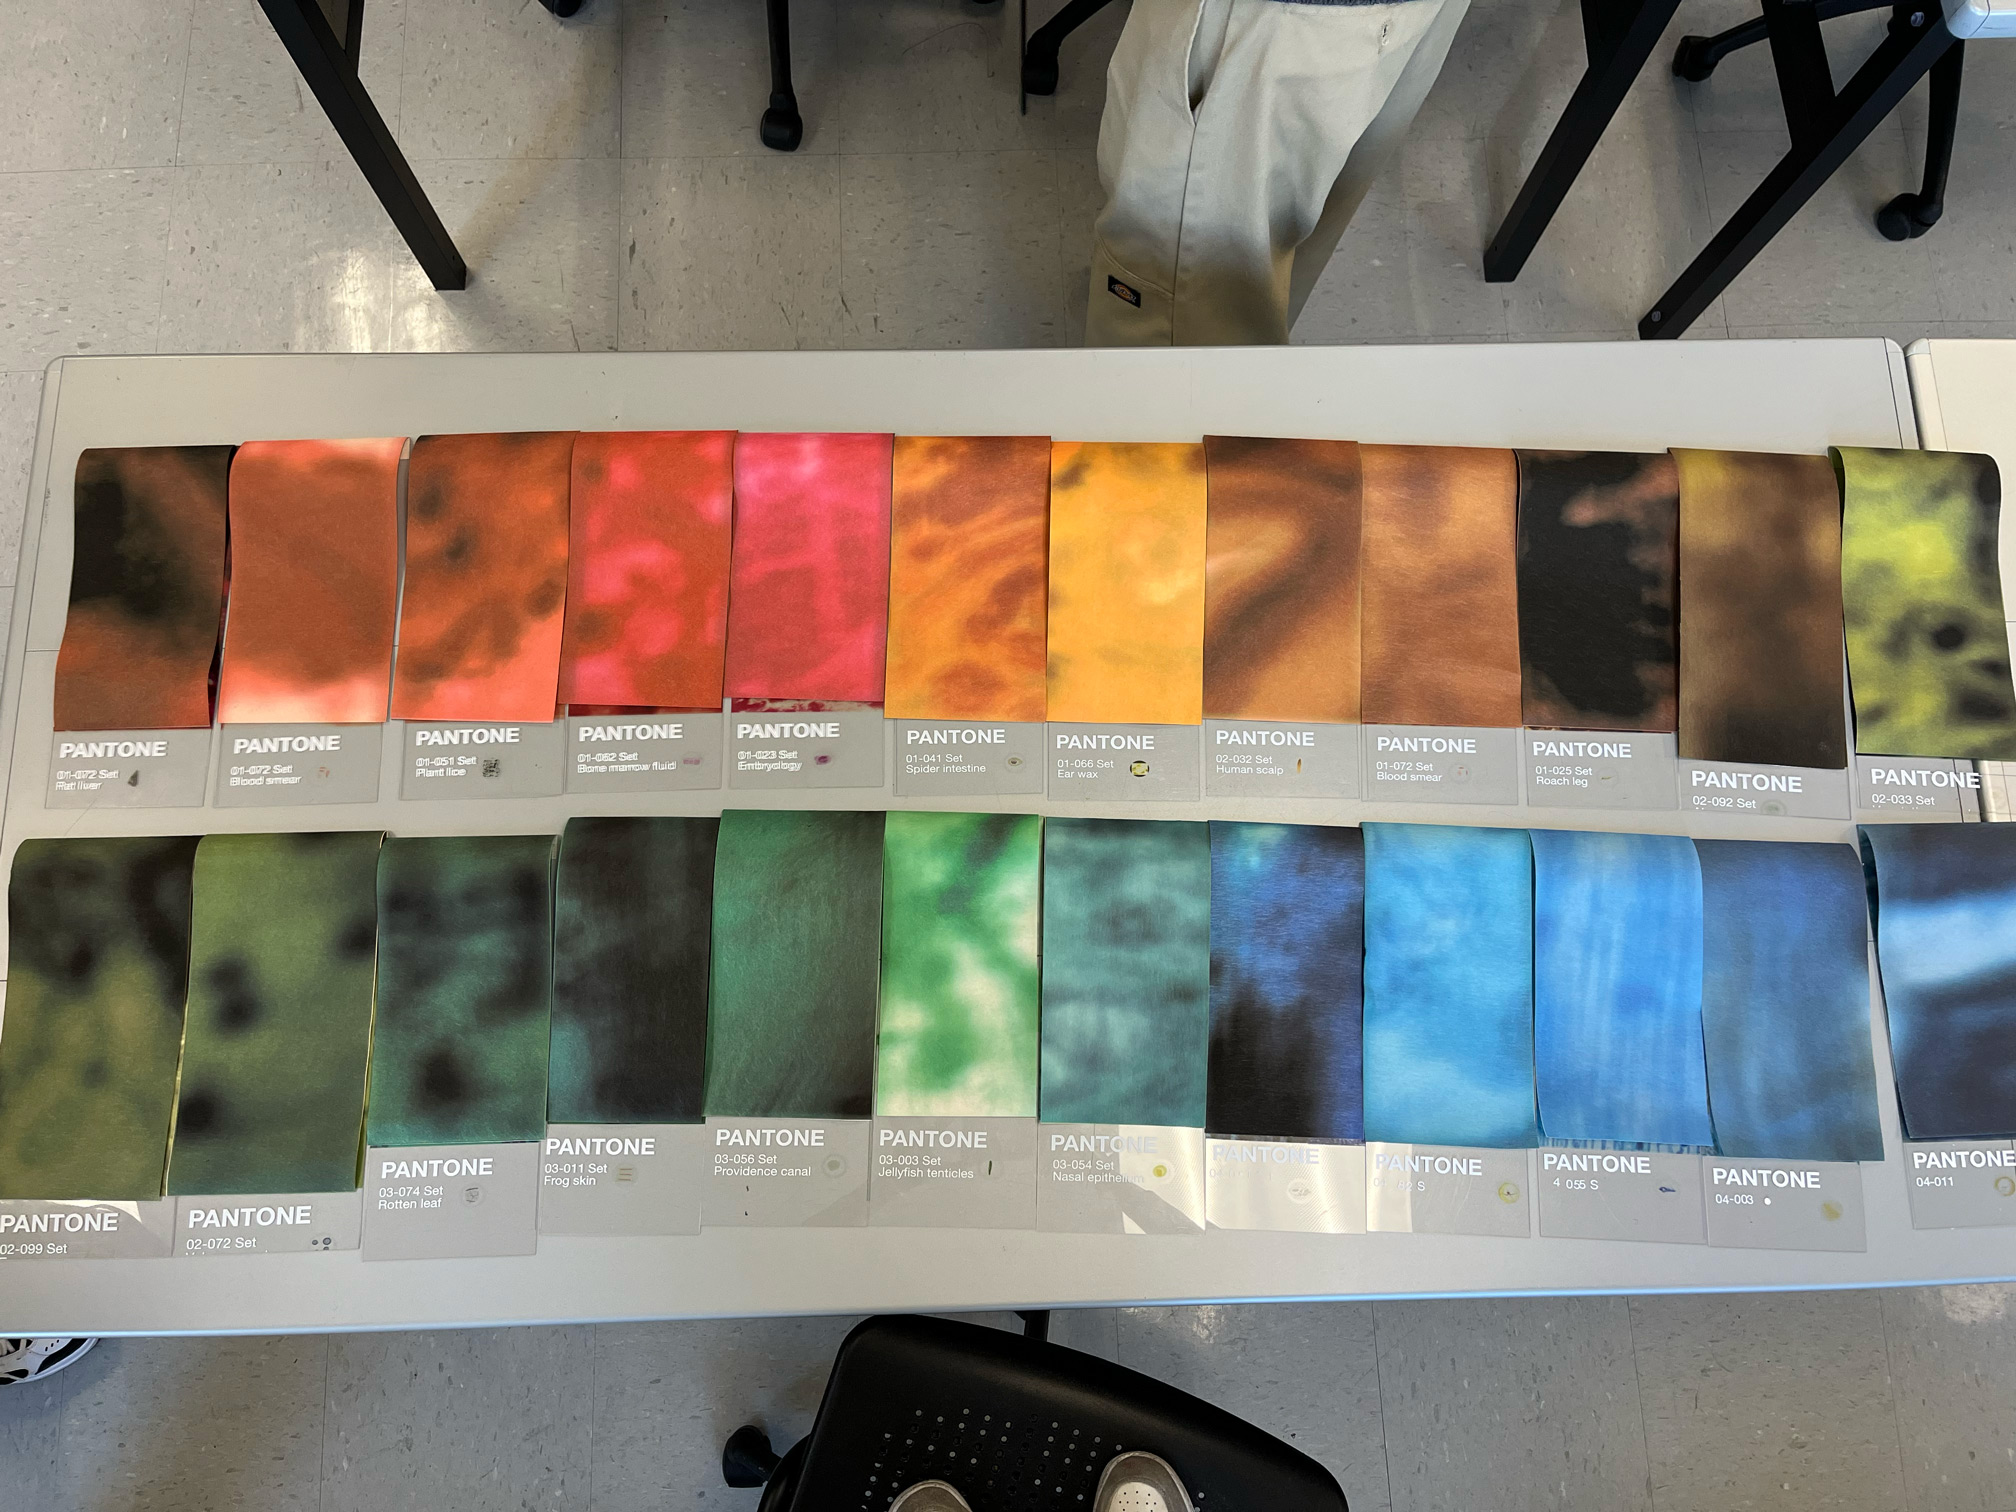 PANTONE
01-072 Set
Rat liver
PANTONE
01-072 Set
Blood smear
PANTONE
01-051 Set
Plant lice
PANTONE
01-062 Set
Bone marrow fluid
PANTONE
01-023 Set
Embryology
PANTONE
01-041 Set
Spider intestine
PANTONE
01-066 Set
Ear wax
PANTONE
02-032 Set
Human scalp
PANTONE
01-072 Set
Blood smear
PANTONE
01-025 Set
Roach leg
PANTONE
02-092 Set
PANTONE
02-033 Set
PANTONE
02-099 Set
PANTONE
02-072 Set
PANTONE
03-074 Set
Rotten leaf
PANTONE
03-011 Set
Frog skin
PANTONE
03-056 Set
Providence canal
PANTONE
03-003 Set
Jellyfish tentacles
PANTONE
03-054 Set
Nasal epithelium
PANTONE
PANTONE
PANTONE
4 055 S
PANTONE
04-003
PANTONE
04-011